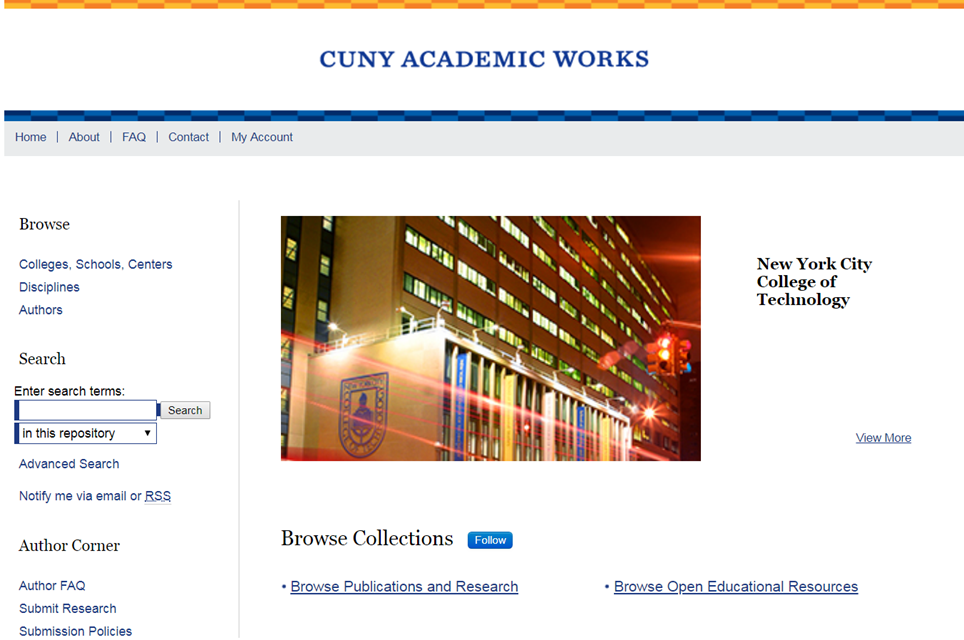 CUNY ACADEMIC WORKS
Home | About | FAQ | Contact | My Account
Browse
Colleges, Schools, Centers
Disciplines
Authors
Search
Enter search terms:
Search
in this repository
Advanced Search
Notify me via email or RSS
Author Corner
Author FAQ
Submit Research
Submission Policies
New York City
College of
Technology
View More
Browse Collections Follow
• Browse Publications and Research
• Browse Open Educational Resources